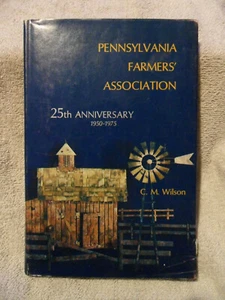 PENNSYLVANIA
FARMERS'
ASSOCIATION
25th ANNIVERSARY
1950-1975
C. M. Wilson